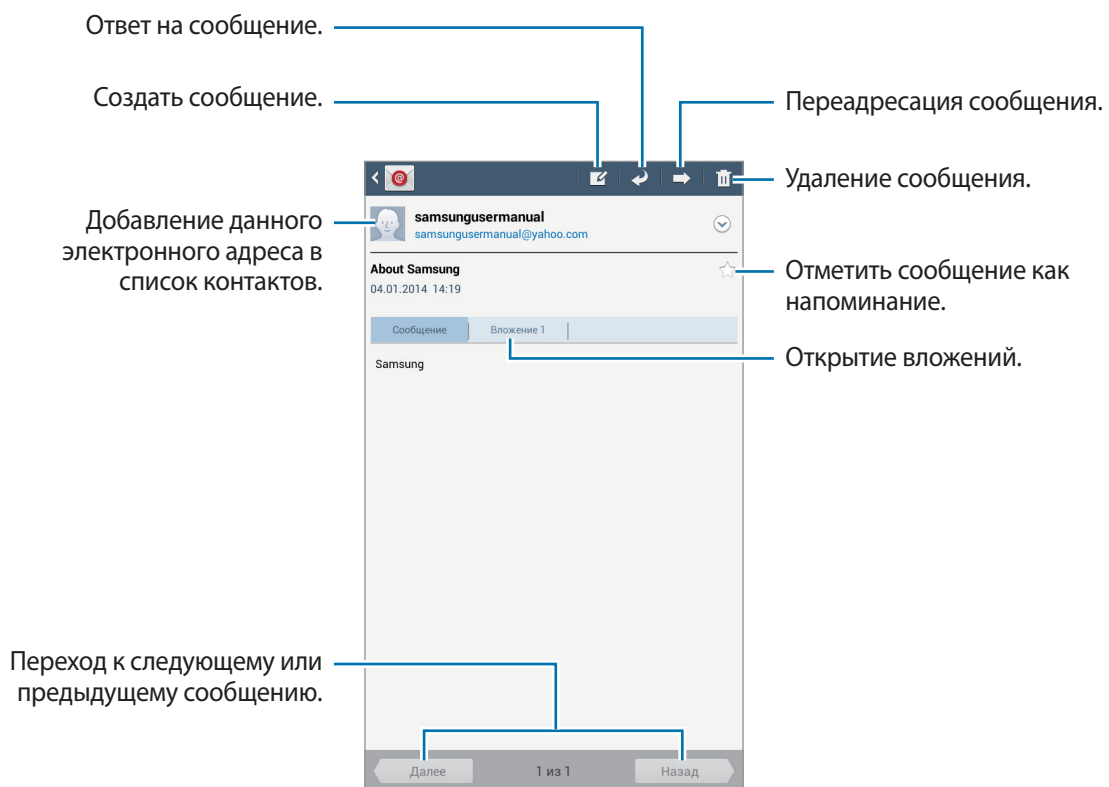 Ответ на сообщение.
Создать сообщение.
Переадресация сообщения.
Удаление сообщения.
Добавление данного
электронного адреса в
список контактов.
samsungusermanual
samsungusermanual@yahoo.com
About Samsung
04.01.2014 14:19
Отметить сообщение как
напоминание.
Сообщение
Вложение 1
Открытие вложений.
Samsung
Переход к следующему или
предыдущему сообщению.
Далее
1 из 1
Назад